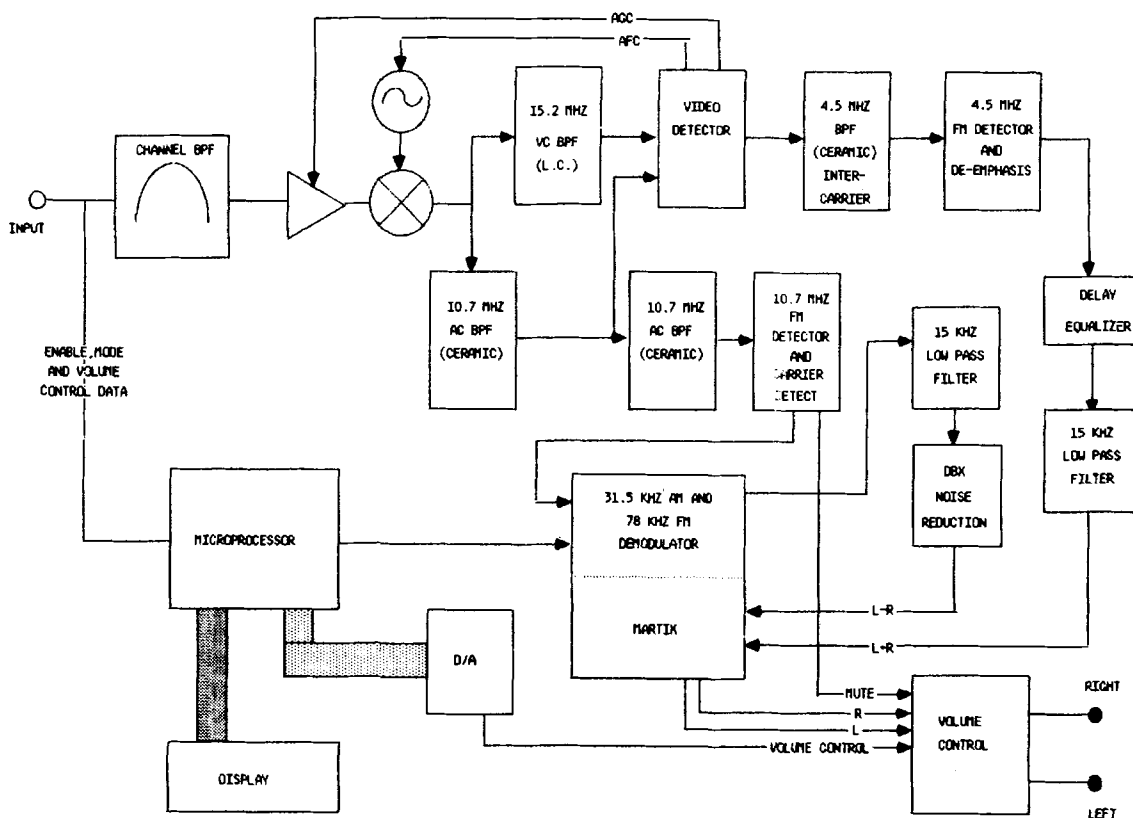 AGC
AFC
CHANNEL BPF
INPUT
15.2 MHZ
VC BPF
(L.C.)
VIDEO
DETECTOR
4.5 MHZ
BPF
(CERAMIC)
INTER-
CARRIER
4.5 MHZ
FM DETECTOR
AND
DE-EMPHASIS
10.7 MHZ
AC BPF
(CERAMIC)
10.7 MHZ
AC BPF
(CERAMIC)
10.7 MHZ
FM
DETECTOR
AND
CARRIER
DETECT
15 KHZ
LOW PASS
FILTER
DELAY
EQUALIZER
ENABLE,MODE
AND VOLUME
CONTROL DATA
15 KHZ
LOW PASS
FILTER
DBX
NOISE
REDUCTION
MICROPROCESSOR
31.5 KHZ AM AND
78 KHZ FM
DEMODULATOR
MARTIX
L-R
L+R
D/A
DISPLAY
MUTE
R
L
VOLUME CONTROL
VOLUME
CONTROL
RIGHT
LEFT